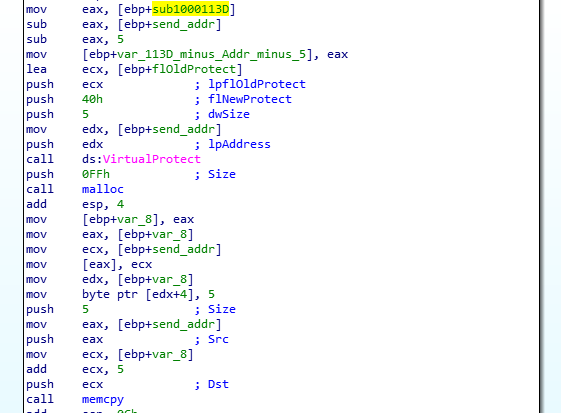 mov eax, [ebp+sub1000113D]
sub eax, [ebp+send_addr]
sub eax, 5
mov [ebp+var_113D_minus_Addr_minus_5], eax
lea ecx, [ebp+flOldProtect]
push ecx ; lpflOldProtect
push 40h ; flNewProtect
push 5 ; dwSize
mov edx, [ebp+send_addr]
push edx ; lpAddress
call ds:VirtualProtect
push 0FFh ; Size
call malloc
add esp, 4
mov [ebp+var_8], eax
mov eax, [ebp+var_8]
mov ecx, [ebp+send_addr]
mov [eax], ecx
mov edx, [ebp+var_8]
mov byte ptr [edx+4], 5
push 5 ; Size
mov eax, [ebp+send_addr]
push eax ; Src
mov ecx, [ebp+var_8]
add ecx, 5
push ecx ; Dst
call memcpy